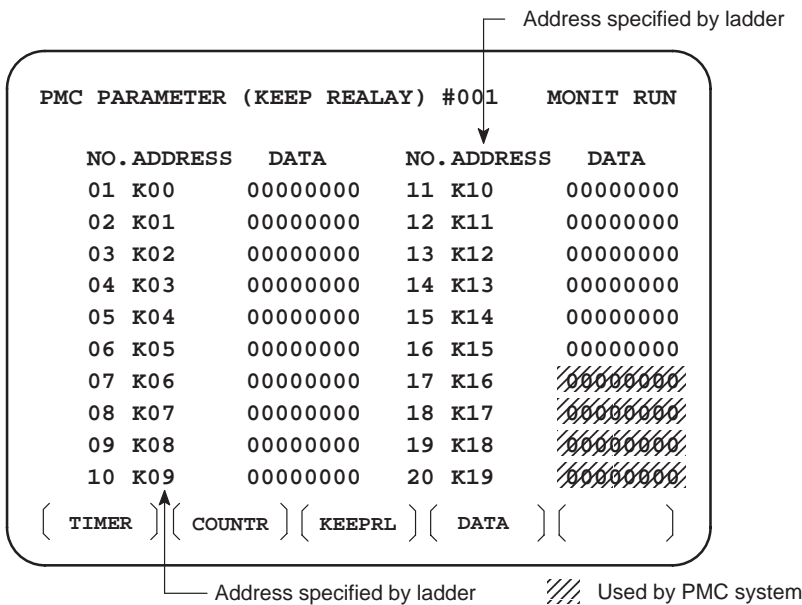 Address specified by ladder
PMC PARAMETER (KEEP REALAY) #001 MONIT RUN
NO. ADDRESS DATA NO. ADDRESS DATA
01 K00 00000000 11 K10 00000000
02 K01 00000000 12 K11 00000000
03 K02 00000000 13 K12 00000000
04 K03 00000000 14 K13 00000000
05 K04 00000000 15 K14 00000000
06 K05 00000000 16 K15 00000000
07 K06 00000000 17 K16 00000000
08 K07 00000000 18 K17 00000000
09 K08 00000000 19 K18 00000000
10 K09 00000000 20 K19 00000000
TIMER COUNTR KEEPRL DATA
Address specified by ladder Used by PMC system